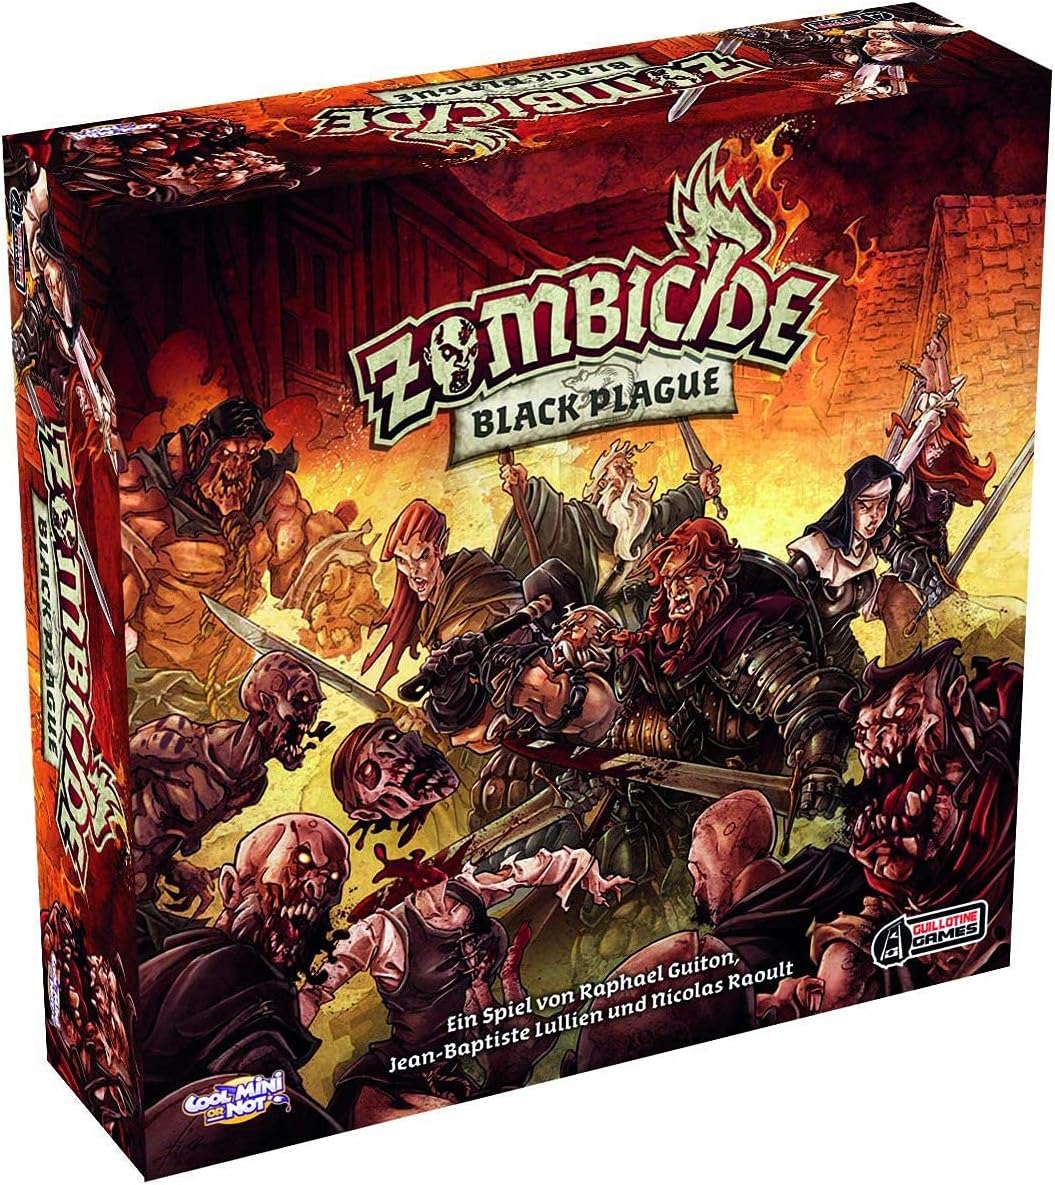 ZOMBICIDE
BLACK PLAGUE
ZOMBICIDE
BLACK PLAGUE
ZOMBICIDE
BLACK PLAGUE
GUILLOTINE
GAMES
Ein Spiel von Raphael Guiton,
Jean-Baptiste Lullien und Nicolas Raoult
COOL MINI
OR NOT